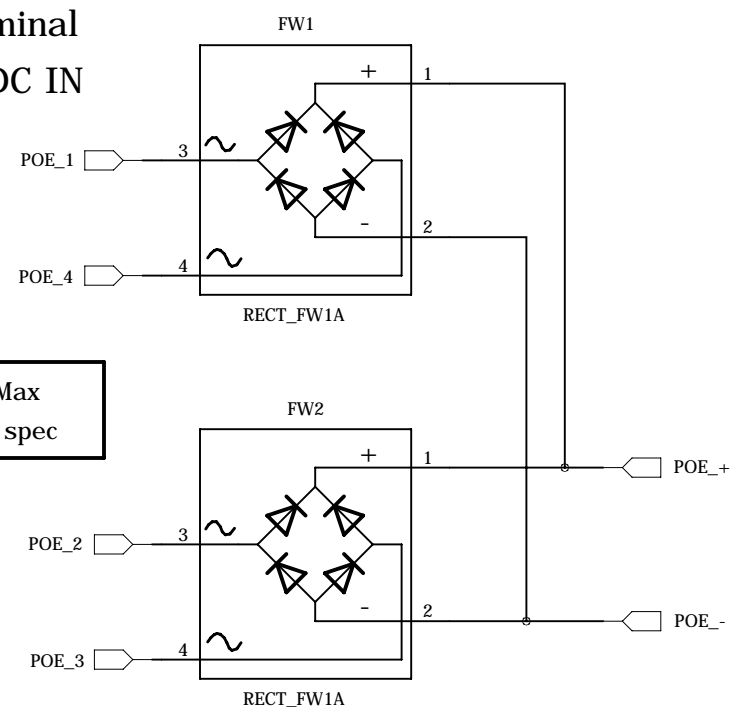 FW1
+
1
3
POE_1
-
2
4
POE_4
RECT_FW1A
DC IN
Max
spec
FW2
+
1
POE_+
3
POE_2
-
2
POE_-
4
POE_3
RECT_FW1A